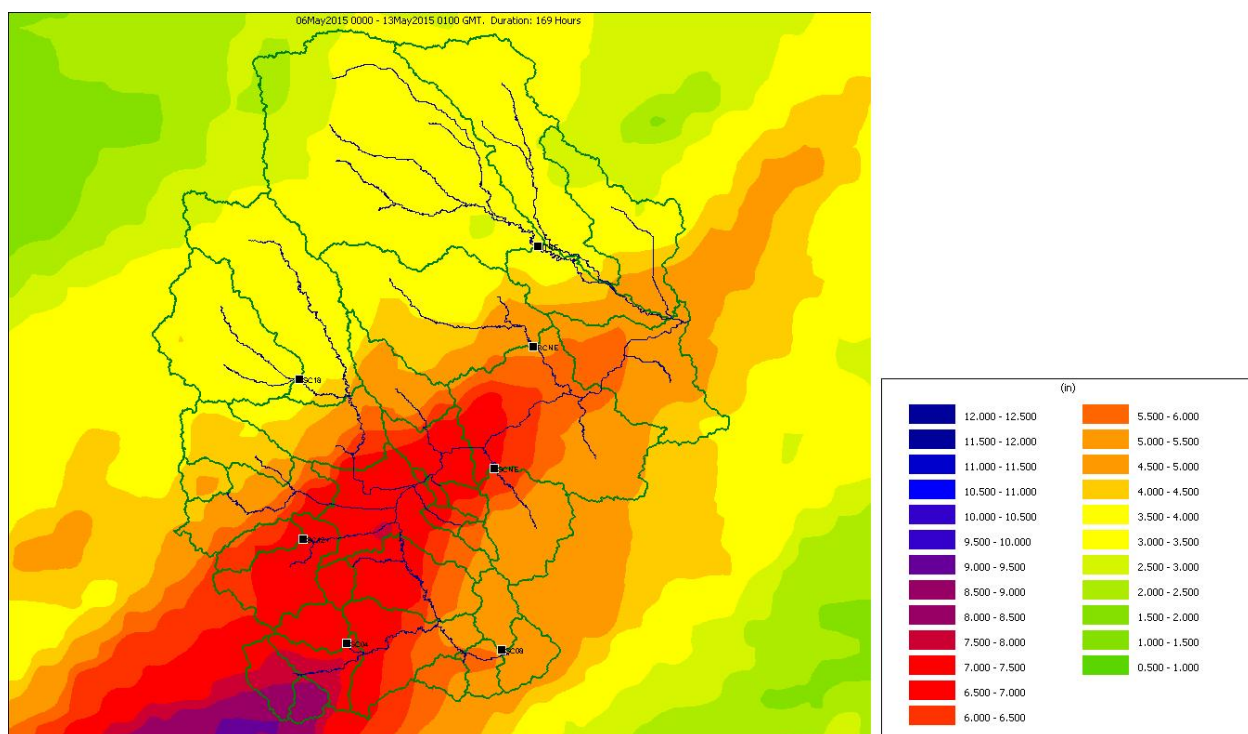 06May2015 0000 - 13May2015 0100 GMT. Duration: 169 Hours
SC18
(in)
12.000 - 12.500
11.500 - 12.000
11.000 - 11.500
10.500 - 11.000
10.000 - 10.500
9.500 - 10.000
9.000 - 9.500
8.500 - 9.000
8.000 - 8.500
7.500 - 8.000
7.000 - 7.500
6.500 - 7.000
6.000 - 6.500
5.500 - 6.000
5.000 - 5.500
4.500 - 5.000
4.000 - 4.500
3.500 - 4.000
3.000 - 3.500
2.500 - 3.000
2.000 - 2.500
1.500 - 2.000
1.000 - 1.500
0.500 - 1.000